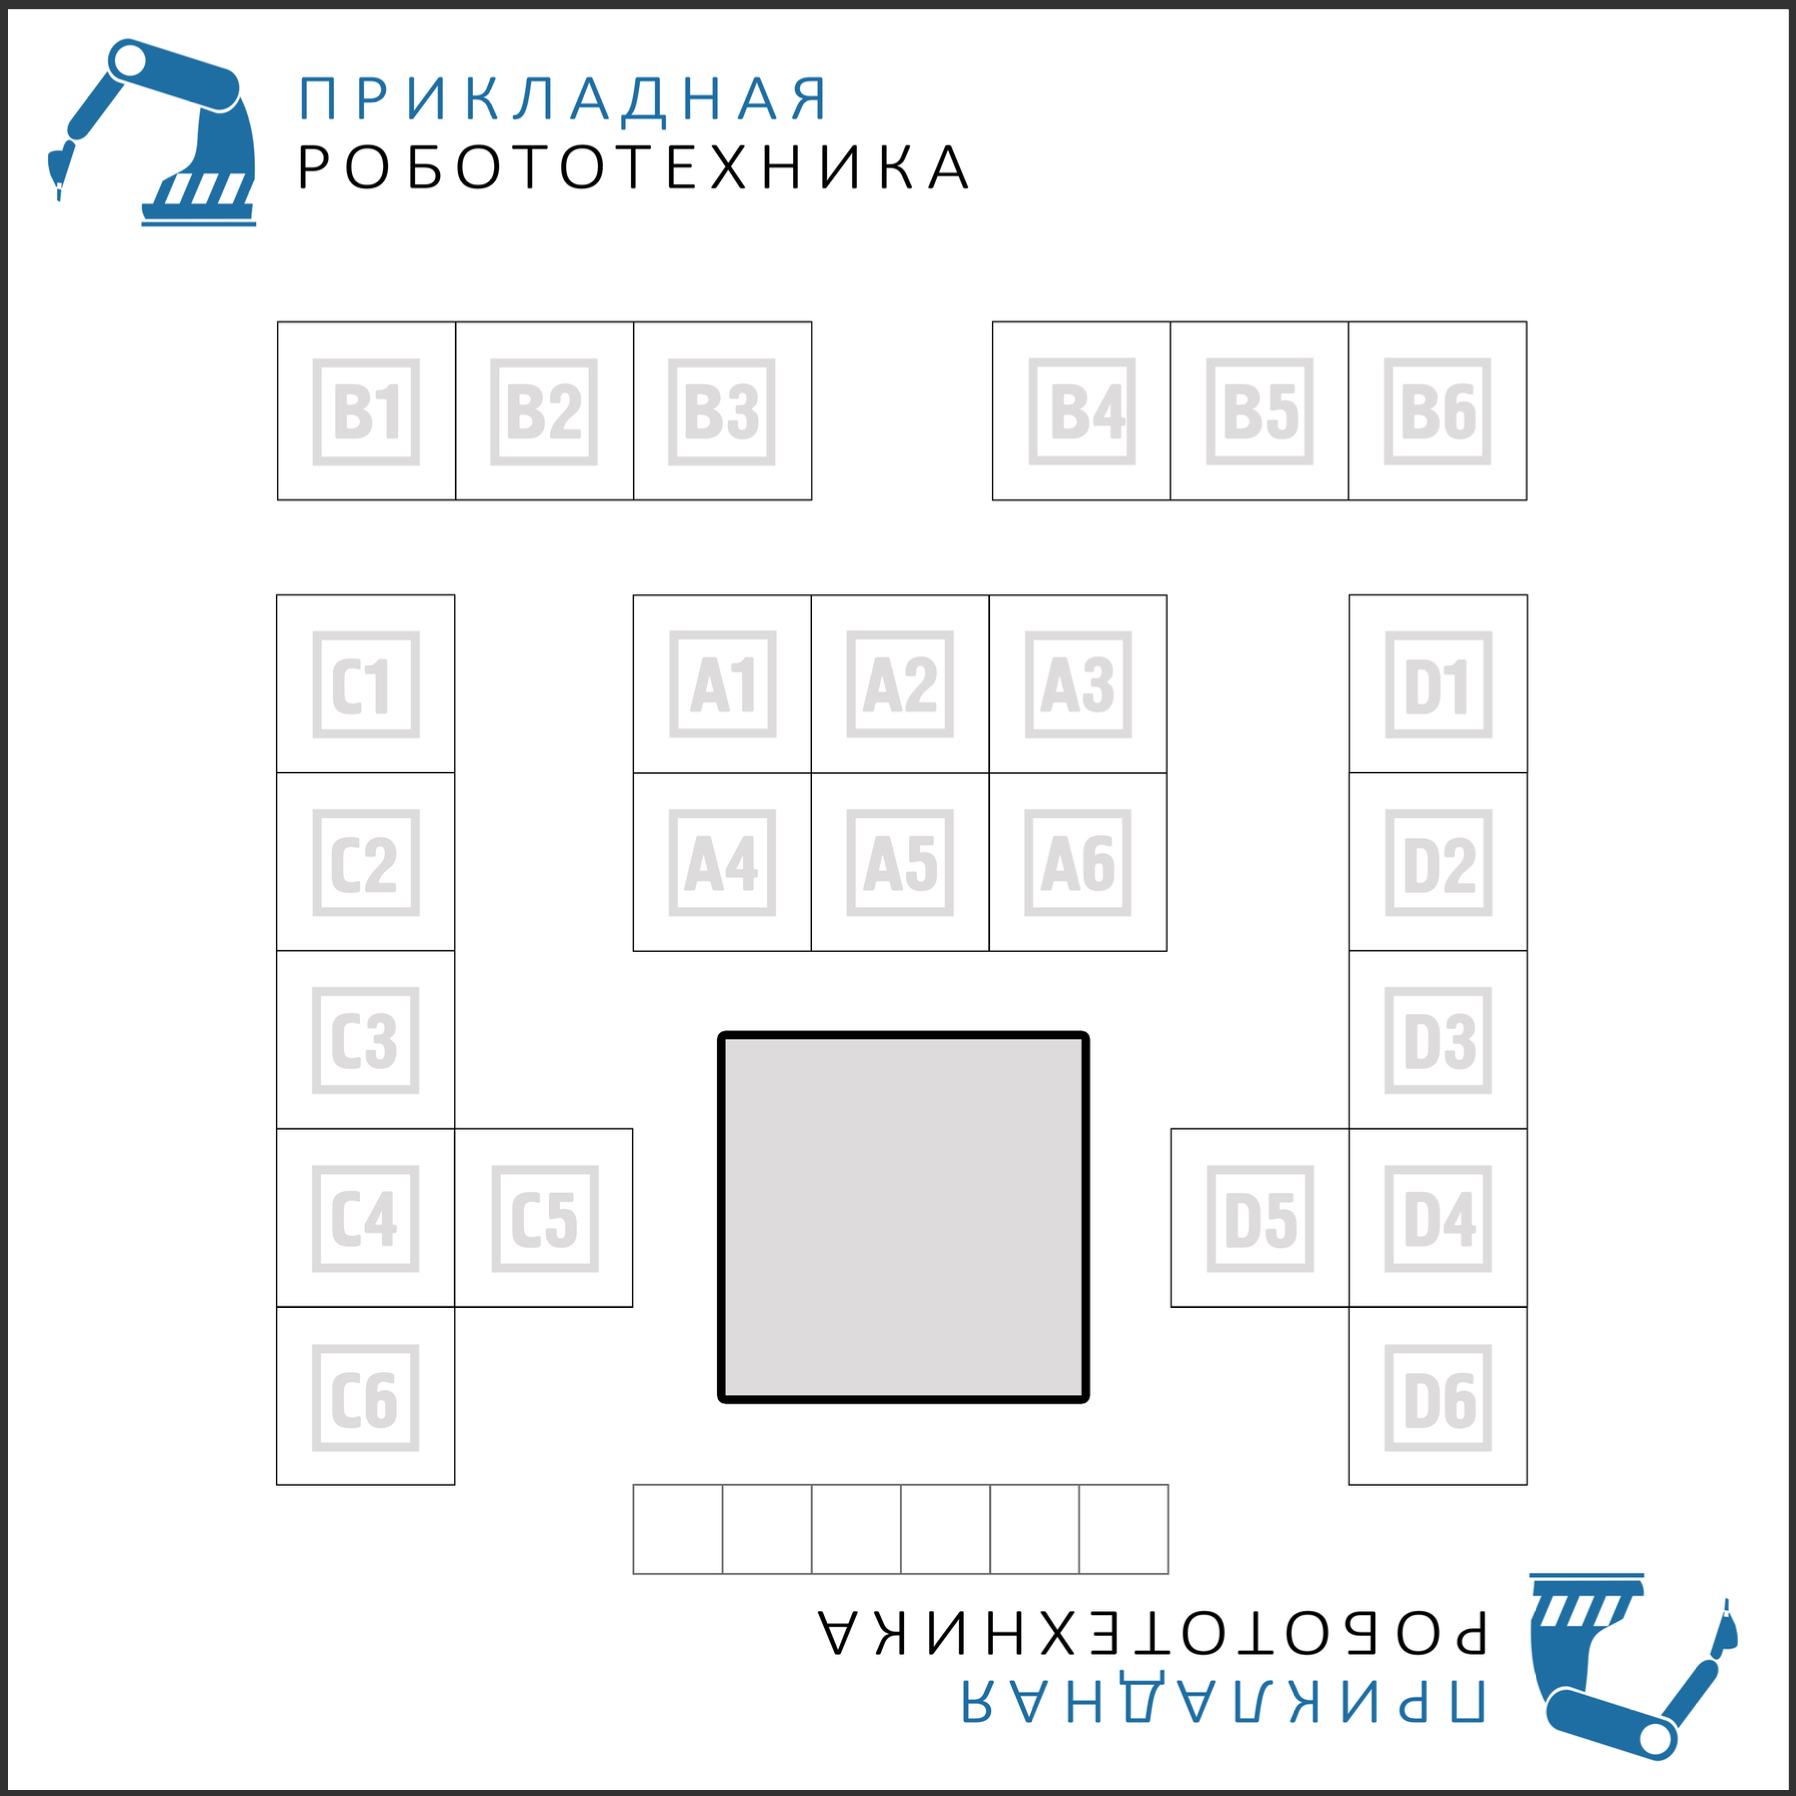 ПРИКЛАДНАЯ
РОБОТОТЕХНИКА
B1 B2 B3 B4 B5 B6
C1 A1 A2 A3 D1
C2 A4 A5 A6 D2
C3 D3
C4 C5 D5 D4
C6 D6
РОБОТОТЕХНИКА
ПРИКЛАДНАЯ